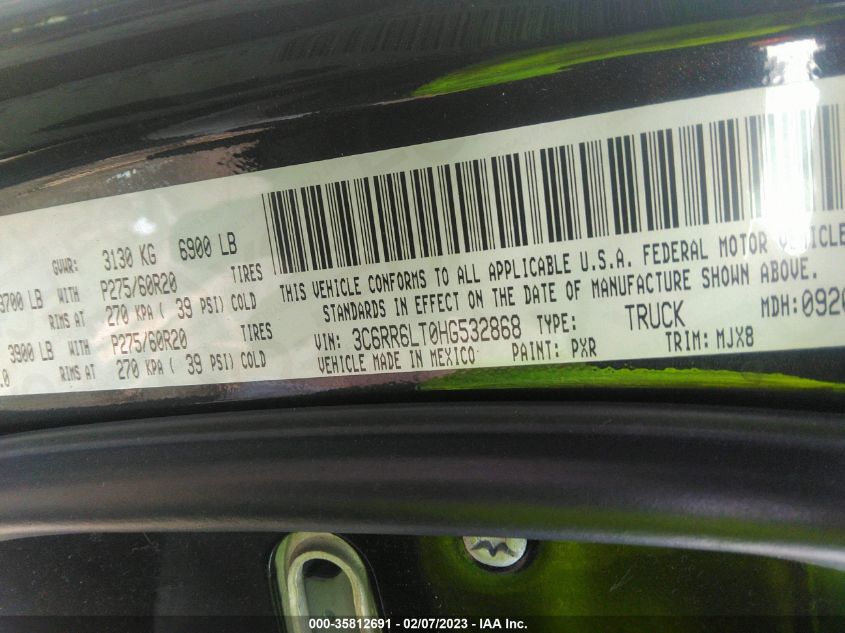 GVWR: 3130 KG 6900 LB
3700 LB WITH P275/60R20 TIRES
RIMS AT 270 KPA ( 39 PSI) COLD
3900 LB WITH P275/60R20 TIRES
.0 RIMS AT 270 KPA ( 39 PSI) COLD
THIS VEHICLE CONFORMS TO ALL APPLICABLE U.S.A. FEDERAL MOTOR VEHICLE
STANDARDS IN EFFECT ON THE DATE OF MANUFACTURE SHOWN ABOVE.
VIN: 3C6RR6LT0HG532868 TYPE: TRUCK MDH:0920
VEHICLE MADE IN MEXICO PAINT: PXR TRIM: MJX8
000-35812691 - 02/07/2023 - IAA Inc.